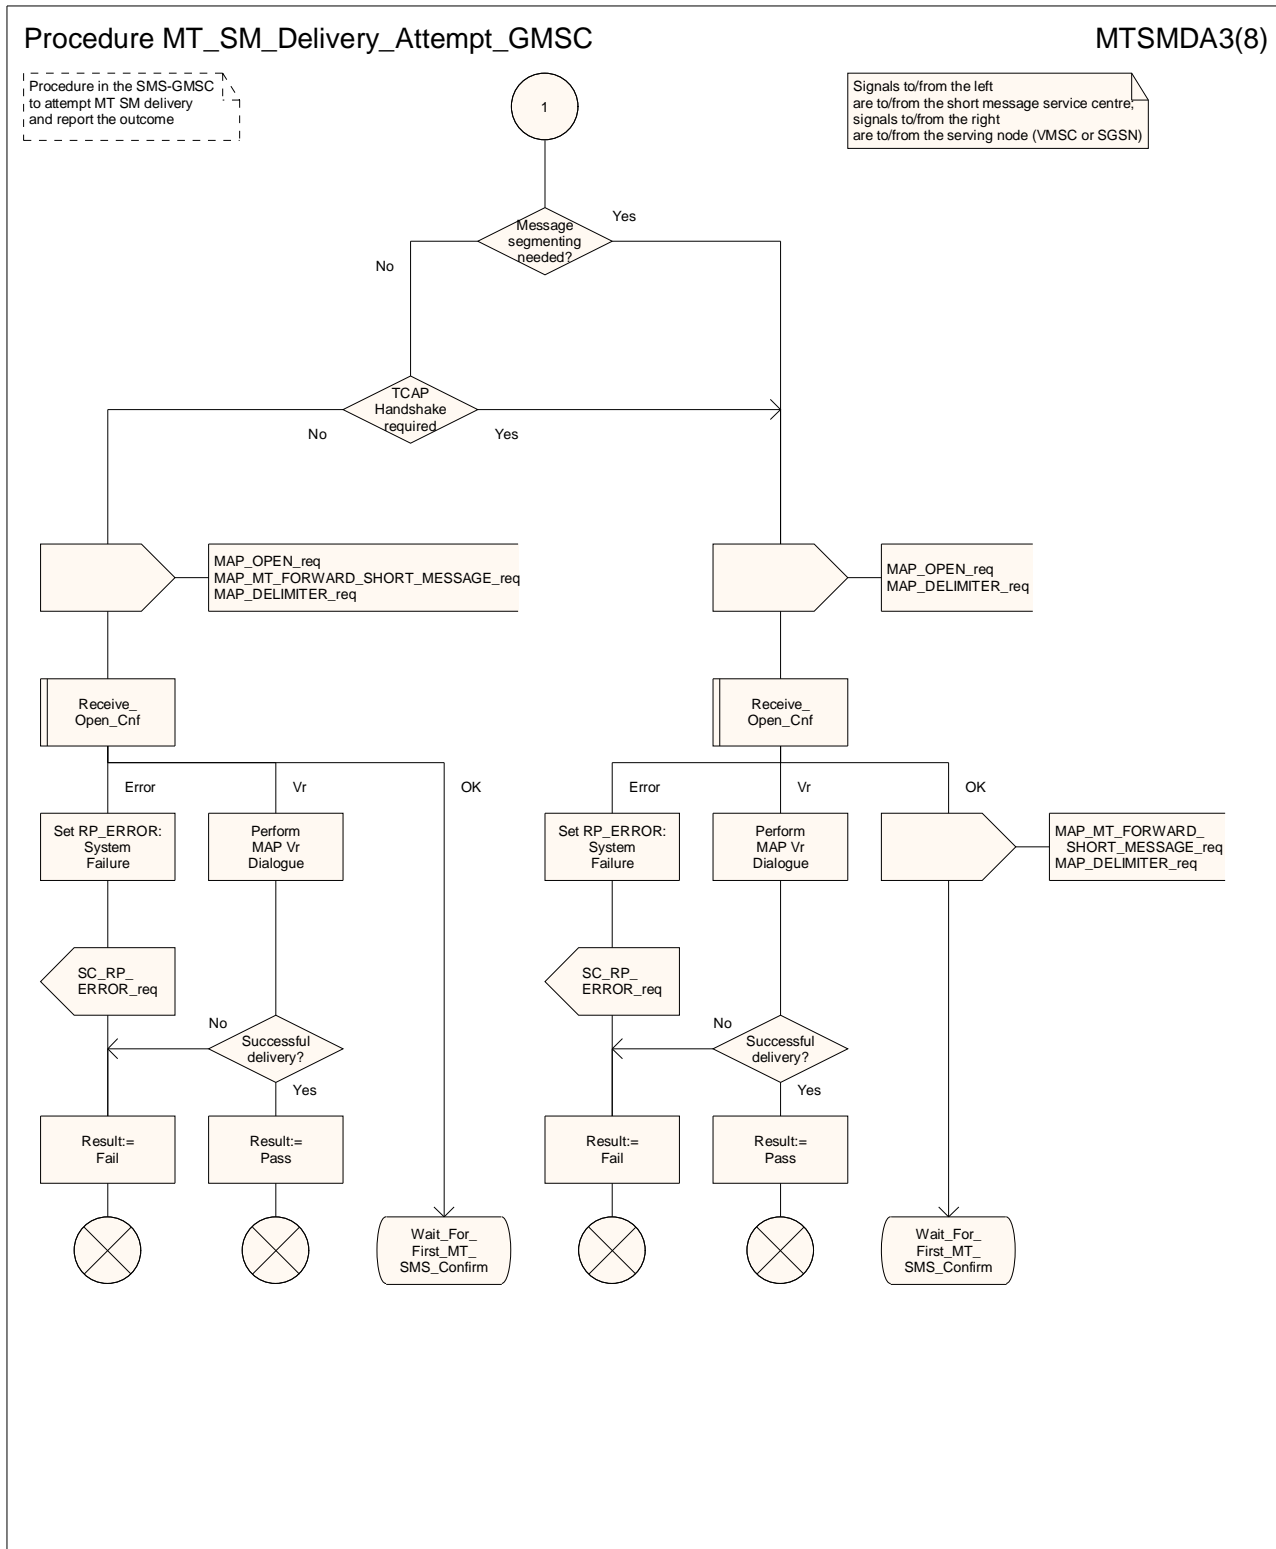 Procedure MT_SM_Delivery_Attempt_GMSC
MTSMDA3(8)
Procedure in the SMS-GMSC
to attempt MT SM delivery
and report the outcome
1
Signals to/from the left
are to/from the short message service centre;
signals to/from the right
are to/from the serving node (VMSC or SGSN)
Message
segmenting
needed?
Yes
No
TCAP
Handshake
required
No
Yes
MAP_OPEN_req
MAP_MT_FORWARD_SHORT_MESSAGE_req
MAP_DELIMITER_req
MAP_OPEN_req
MAP_DELIMITER_req
Receive_
Open_Cnf
Receive_
Open_Cnf
Error
Vr
OK
Error
Vr
OK
Set RP_ERROR:
System
Failure
Perform
MAP Vr
Dialogue
Set RP_ERROR:
System
Failure
Perform
MAP Vr
Dialogue
MAP_MT_FORWARD_
SHORT_MESSAGE_req
MAP_DELIMITER_req
SC_RP_
ERROR_req
SC_RP_
ERROR_req
No
Successful
delivery?
Yes
No
Successful
delivery?
Yes
Result:=
Fail
Result:=
Pass
Result:=
Fail
Result:=
Pass
Wait_For_
First_MT_
SMS_Confirm
Wait_For_
First_MT_
SMS_Confirm